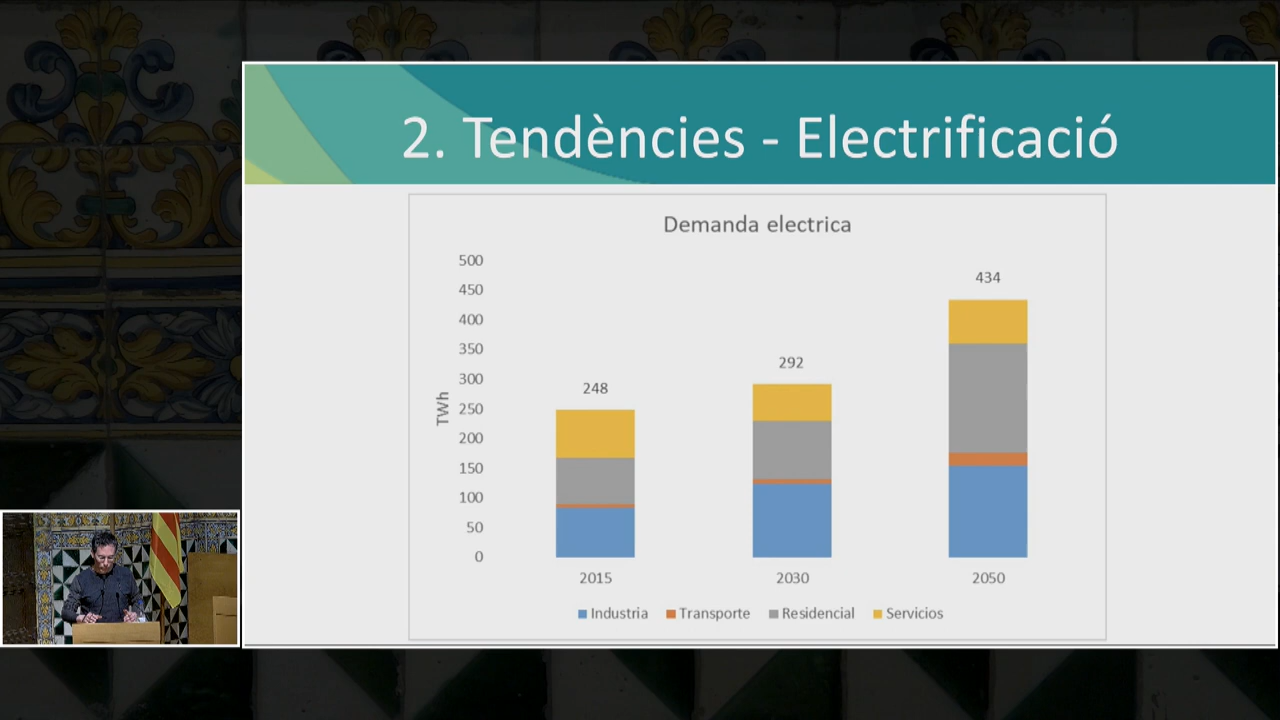 2. Tendències - Electrificació
Demanda electrica
500
450
400
350
300
250
200
150
100
50
0
TWh
248
292
434
2015
2030
2050
Industria
Transporte
Residencial
Servicios